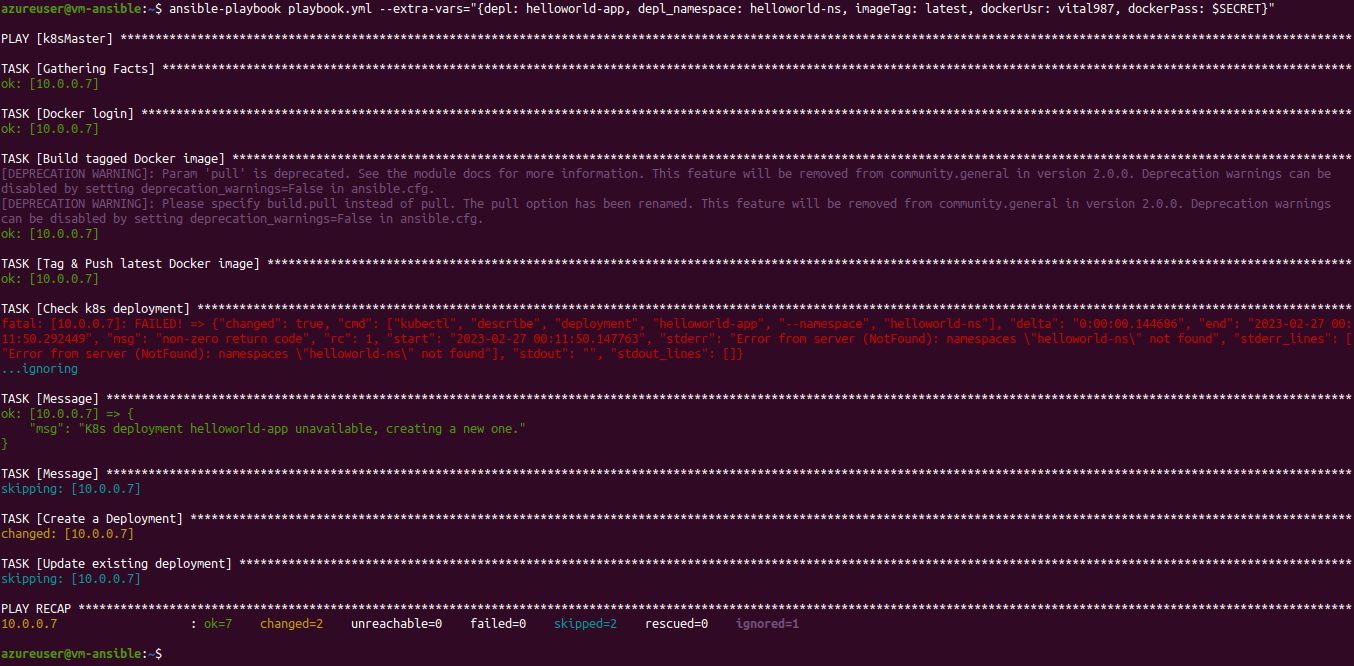 azureuser@vm-ansible:~$ ansible-playbook playbook.yml --extra-vars="{depl: helloworld-app, depl_namespace: helloworld-ns, imageTag: latest, dockerUsr: vital987, dockerPass: $SECRET}"
PLAY [k8sMaster] ********************************************************************************************************************************************************************************
TASK [Gathering Facts] **************************************************************************************************************************************************************************
ok: [10.0.0.7]
TASK [Docker login] *****************************************************************************************************************************************************************************
ok: [10.0.0.7]
TASK [Build tagged Docker image] ****************************************************************************************************************************************************************
[DEPRECATION WARNING]: Param 'pull' is deprecated. See the module docs for more information. This feature will be removed from community.general in version 2.0.0. Deprecation warnings can be
disabled by setting deprecation_warnings=False in ansible.cfg.
[DEPRECATION WARNING]: Please specify build.pull instead of pull. The pull option has been renamed. This feature will be removed from community.general in version 2.0.0. Deprecation warnings
can be disabled by setting deprecation_warnings=False in ansible.cfg.
ok: [10.0.0.7]
TASK [Tag & Push latest Docker image] ***********************************************************************************************************************************************************
ok: [10.0.0.7]
TASK [Check k8s deployment] *********************************************************************************************************************************************************************
fatal: [10.0.0.7]: FAILED! => {"changed": true, "cmd": ["kubectl", "describe", "deployment", "helloworld-app", "--namespace", "helloworld-ns"], "delta": "0:00:00.144686", "end": "2023-02-27 00:
11:50.292449", "msg": "non-zero return code", "rc": 1, "start": "2023-02-27 00:11:50.147763", "stderr": "Error from server (NotFound): namespaces \"helloworld-ns\" not found", "stderr_lines": [
"Error from server (NotFound): namespaces \"helloworld-ns\" not found"], "stdout": "", "stdout_lines": []}
...ignoring
TASK [Message] **********************************************************************************************************************************************************************************
ok: [10.0.0.7] => {
    "msg": "K8s deployment helloworld-app unavailable, creating a new one."
}
TASK [Message] **********************************************************************************************************************************************************************************
skipping: [10.0.0.7]
TASK [Create a Deployment] **********************************************************************************************************************************************************************
changed: [10.0.0.7]
TASK [Update existing deployment] ***************************************************************************************************************************************************************
skipping: [10.0.0.7]
PLAY RECAP **************************************************************************************************************************************************************************************
10.0.0.7                   : ok=7    changed=2    unreachable=0    failed=0    skipped=2    rescued=0    ignored=1
azureuser@vm-ansible:~$